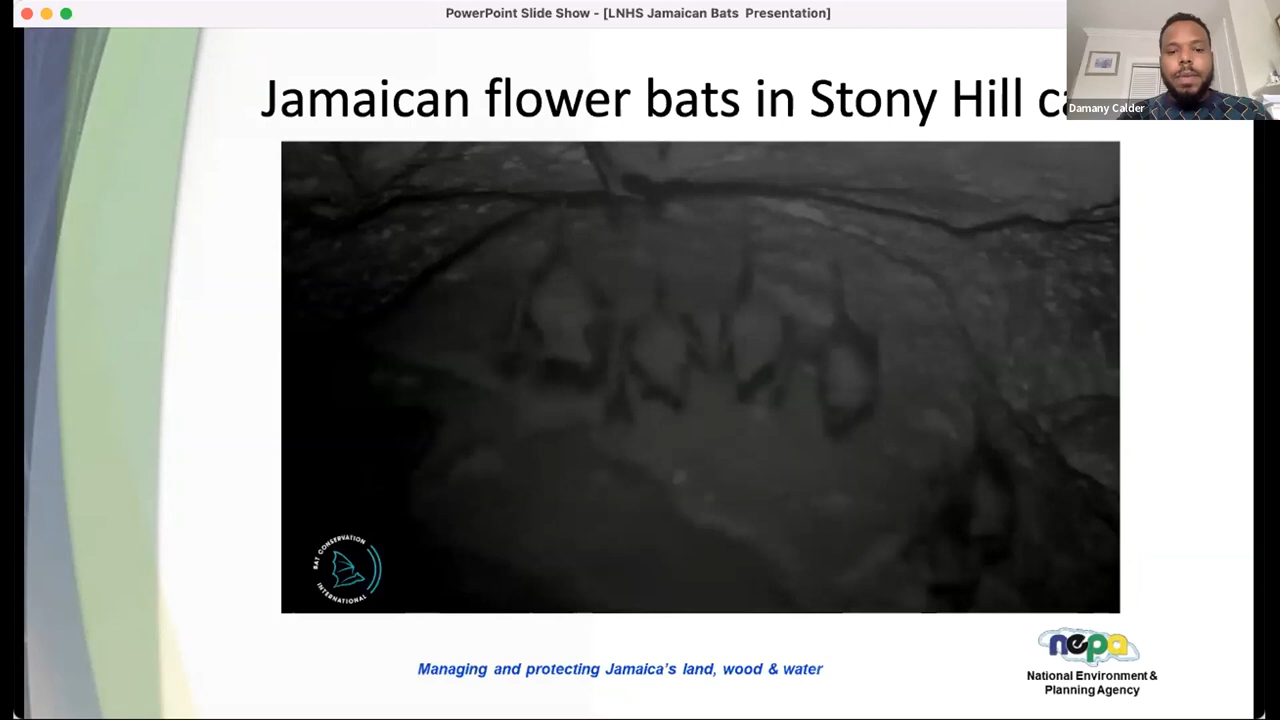 PowerPoint Slide Show - [LNHS Jamaican Bats  Presentation]
Damany Calder
Jamaican flower bats in Stony Hill ca
BAT CONSERVATION
INTERNATIONAL
Managing and protecting Jamaica's land, wood & water
nepa
National Environment &
Planning Agency